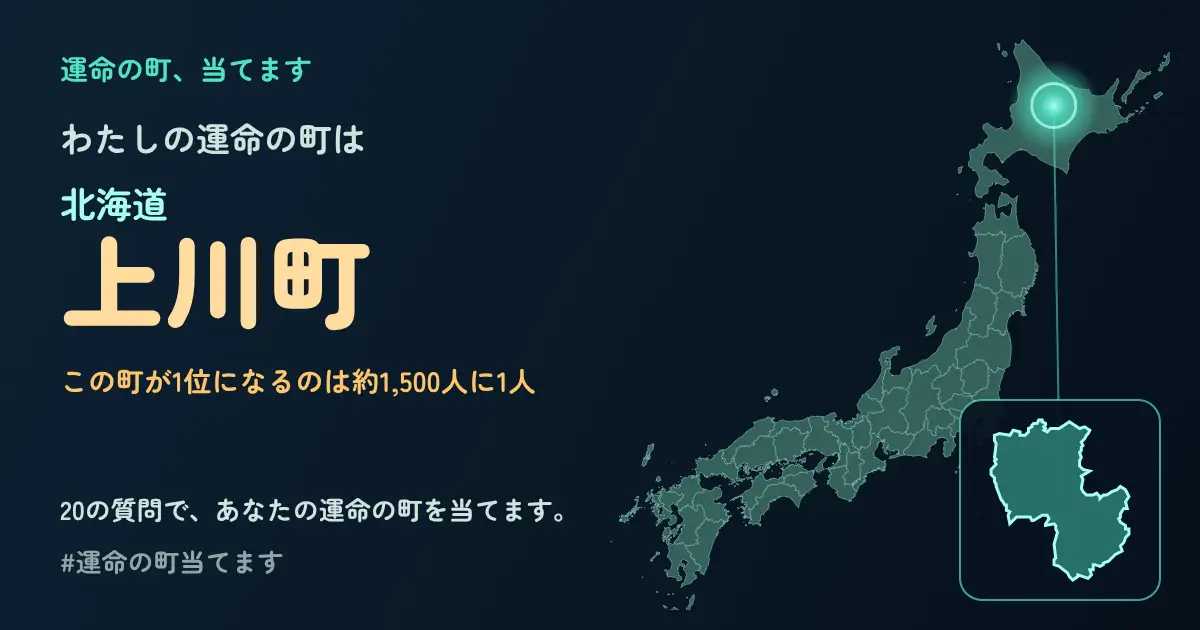 運命の町、当てます
わたしの運命の町は
北海道
上川町
この町が1位になるのは約1,500人に1人
20の質問で、あなたの運命の町を当てます。
#運命の町当てます